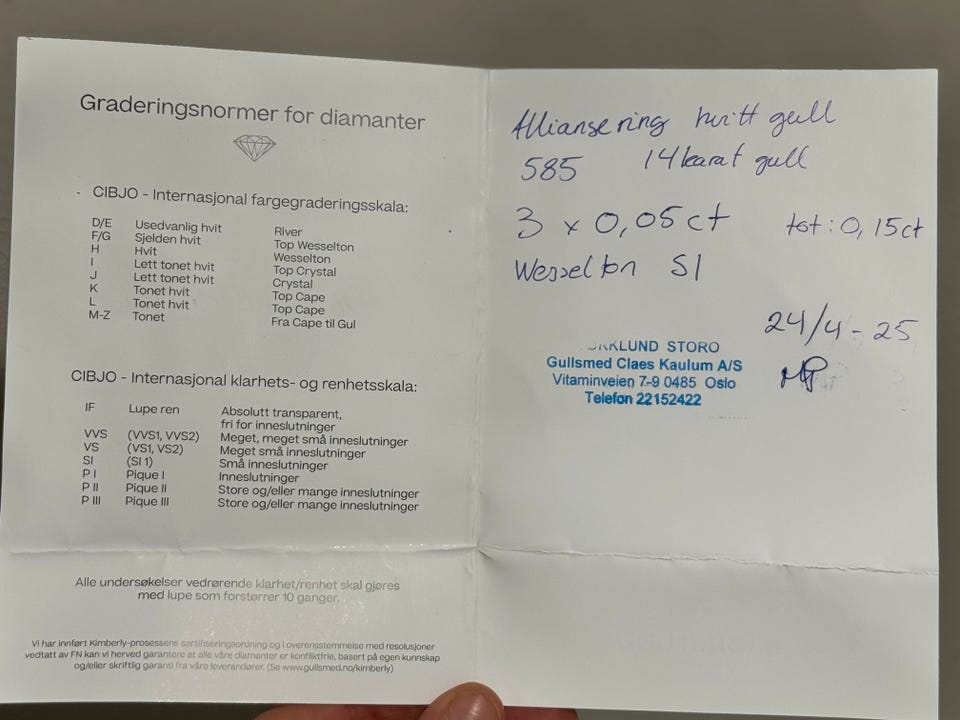 Graderingsnormer for diamanter
CIBJO - Internasjonal fargegraderingsskala:
D/E Usedvanlig hvit River
F/G Sjelden hvit Top Wesselton
H Hvit Wesselton
I Lett tonet hvit Top Crystal
J Lett tonet hvit Crystal
K Tonet hvit Top Cape
L Tonet hvit Top Cape
M-Z Tonet Fra Cape til Gul
CIBJO - Internasjonal klarhets- og renhetsskala:
IF Lupe ren Absolutt transparent,
fri for inneslutninger
VVS (VVS1, VVS2) Meget, meget små inneslutninger
VS (VS1, VS2) Meget små inneslutninger
SI (SI 1) Små inneslutninger
P I Pique I Inneslutninger
P II Pique II Store og/eller mange inneslutninger
P III Pique III Store og/eller mange inneslutninger
Alle undersøkelser vedrørende klarhet/renhet skal gjøres
med lupe som forstørrer 10 ganger.
Vi har innført Kimberly-prosessens sertifiseringsordning og i overensstemmelse med resolusjoner
vedtatt av FN kan vi herved garantere at alle våre diamanter er konfliktfrie, basert på egen kunnskap
og/eller skriftlig garanti fra våre leverandører. (Se www.gullsmed.no/kimberly)
Alliansering hvitt gull
585 14 karat gull
3 x 0,05 ct tot: 0,15ct
Wesselton SI
24/4-25
STORO
Gullsmed Claes Kaulum A/S
Vitaminveien 7-9 0485 Oslo
Telefon 22152422